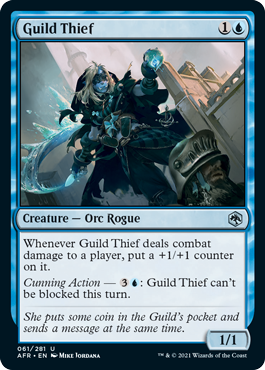 Guild Thief 1
Creature — Orc Rogue
Whenever Guild Thief deals combat
damage to a player, put a +1/+1 counter
on it.
Cunning Action — 3: Guild Thief can't
be blocked this turn.
She puts some coin in the Guild's pocket and
sends a message at the same time.
1/1
061/281 U
AFR • EN Mike Jordana
™ & © 2021 Wizards of the Coast